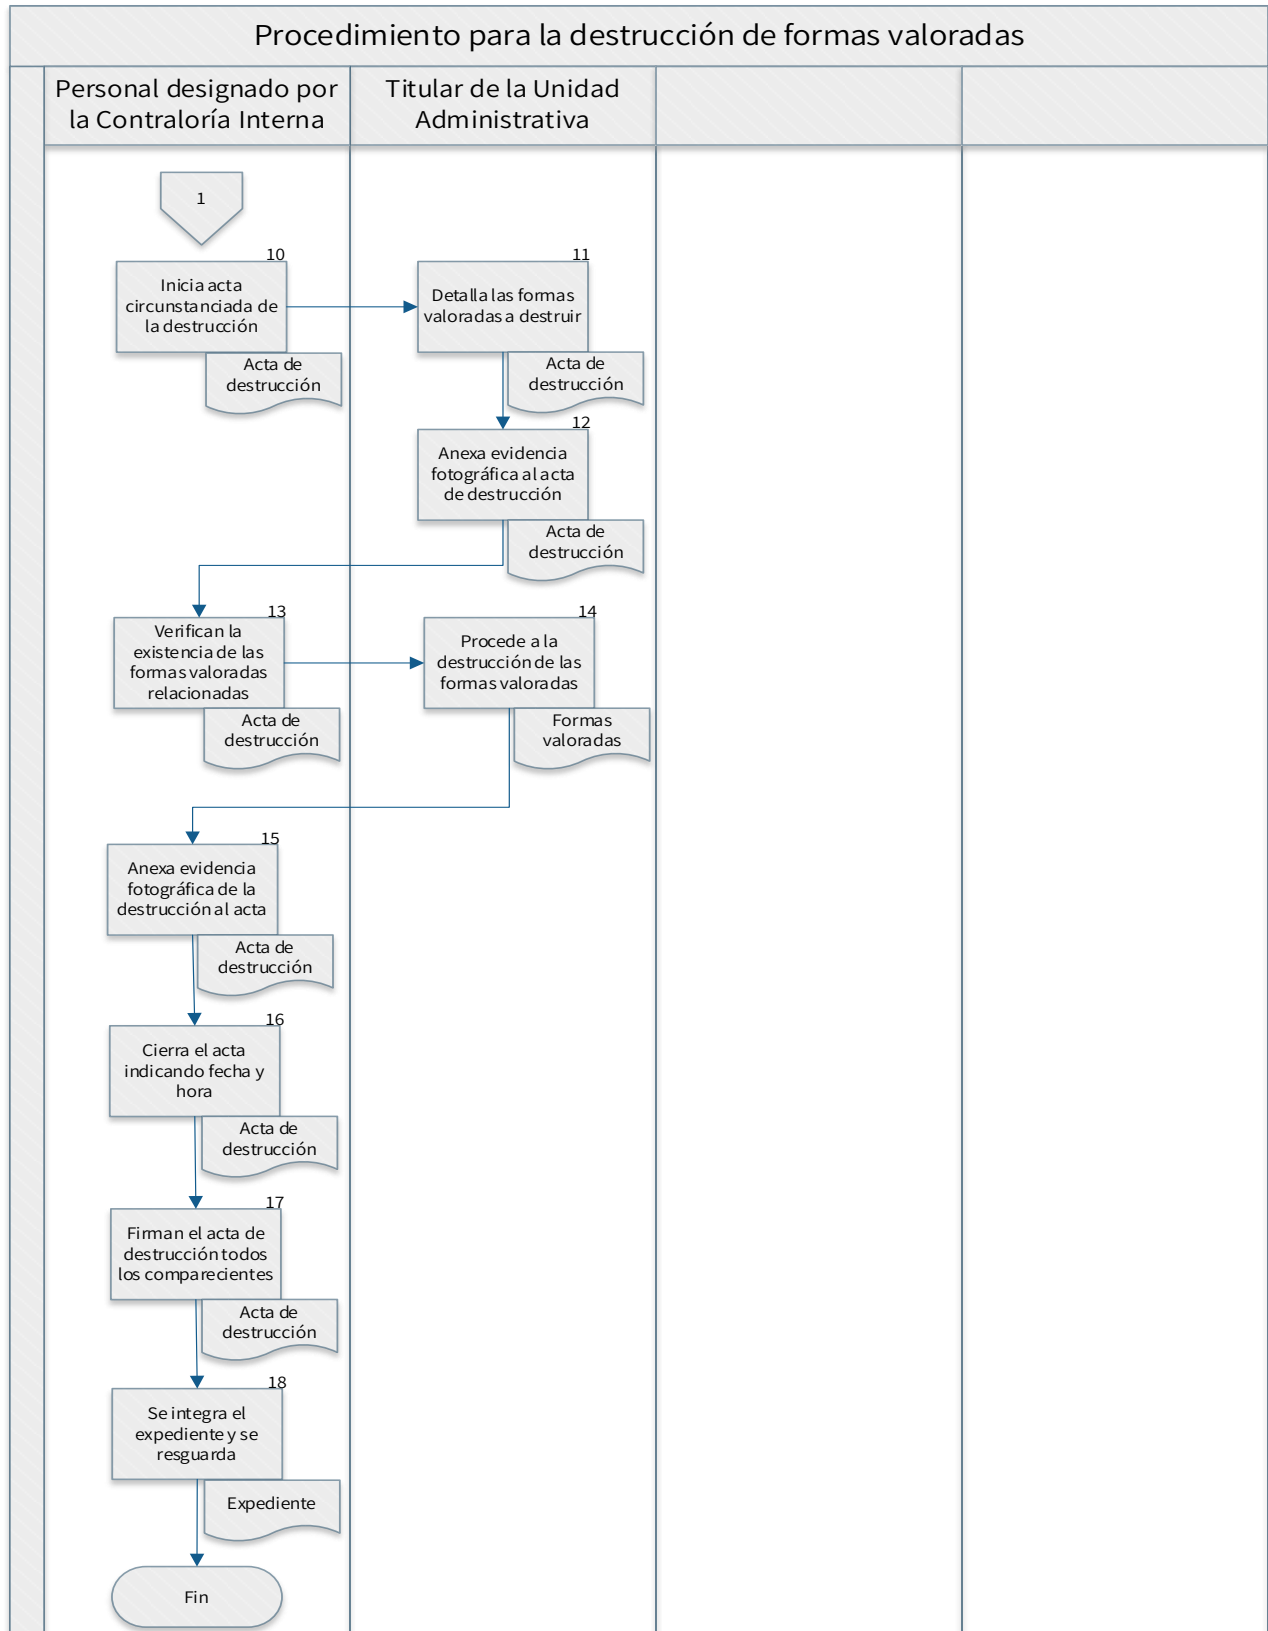 Procedimiento para la destrucción de formas valoradas
Personal designado por
la Contraloría Interna
Titular de la Unidad
Administrativa
1
10
Inicia acta
circunstanciada de
la destrucción
Acta de
destrucción
11
Detalla las formas
valoradas a destruir
Acta de
destrucción
12
Anexa evidencia
fotográfica al acta
de destrucción
Acta de
destrucción
13
Verifican la
existencia de las
formas valoradas
relacionadas
Acta de
destrucción
14
Procede a la
destrucción de las
formas valoradas
Formas
valoradas
15
Anexa evidencia
fotográfica de la
destrucción al acta
Acta de
destrucción
16
Cierra el acta
indicando fecha y
hora
Acta de
destrucción
17
Firman el acta de
destrucción todos
los comparecientes
Acta de
destrucción
18
Se integra el
expediente y se
resguarda
Expediente
Fin